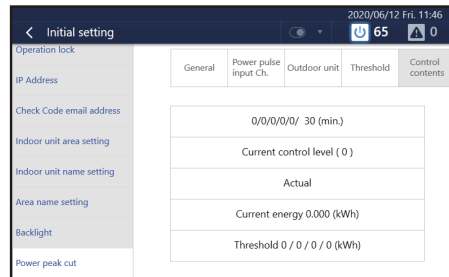 2020/06/12 Fri. 11:46
Initial setting
65
0
Operation lock
IP Address
Check Code email address
Indoor unit area setting
Indoor unit name setting
Area name setting
Backlight
Power peak cut
General
Power pulse
input Ch.
Outdoor unit
Threshold
Control
contents
0/0/0/0/0/ 30 (min.)
Current control level ( 0 )
Actual
Current energy 0.000 (kWh)
Threshold 0 / 0 / 0 / 0 (kWh)